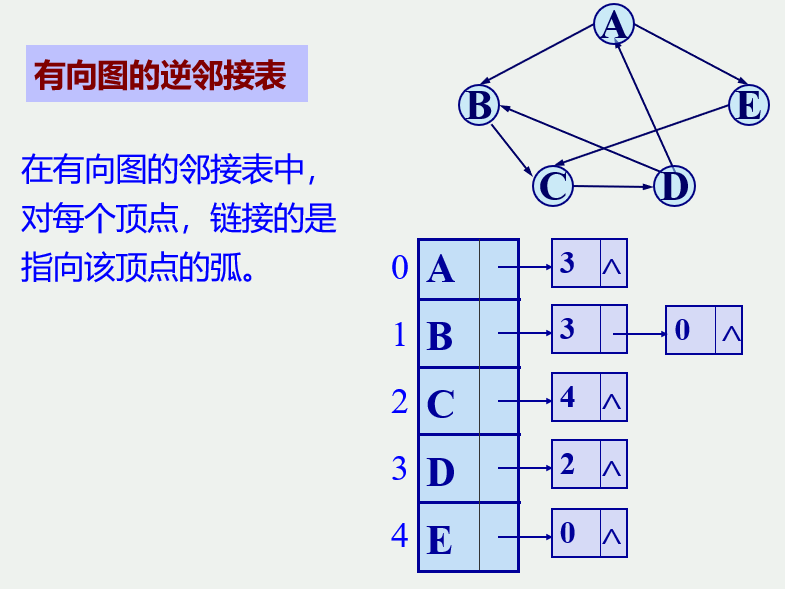 有向图的逆邻接表
在有向图的邻接表中，
对每个顶点，链接的是
指向该顶点的弧。
A
B
E
C
D
0 A 3 ^
1 B 3 0 ^
2 C 4 ^
3 D 2 ^
4 E 0 ^